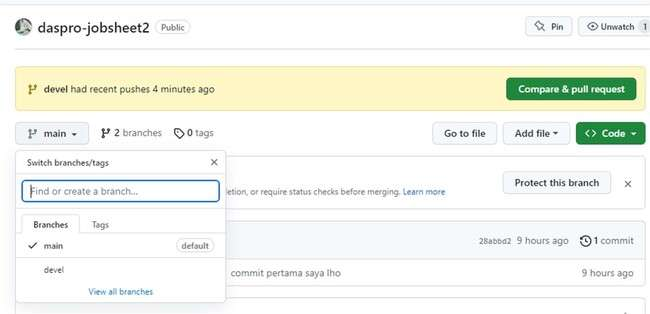 daspro-jobsheet2 Public Pin Unwatch 1
devel had recent pushes 4 minutes ago Compare & pull request
main 2 branches 0 tags Go to file Add file Code
Switch branches/tags
Find or create a branch...
etion, or require status checks before merging. Learn more Protect this branch
Branches Tags
main default 28abbd2 9 hours ago 1 commit
devel commit pertama saya lho 9 hours ago
View all branches